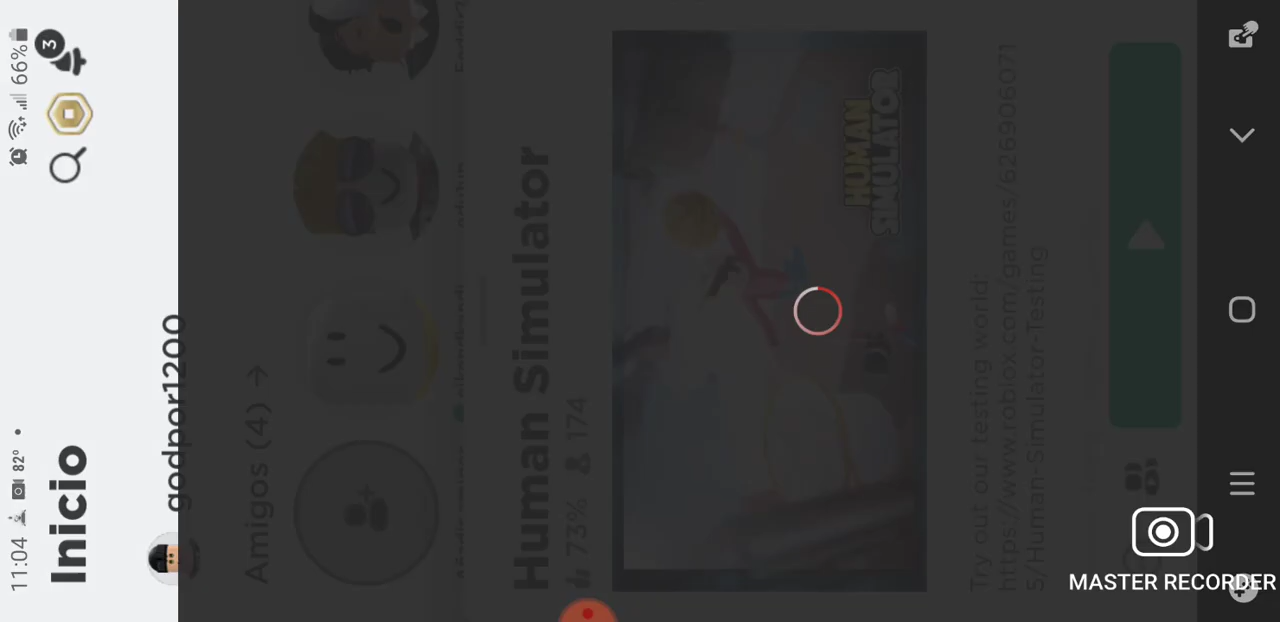 11:04
82°
66%
3
Inicio
godpor1200
Amigos (4)
Human Simulator
73% 174
HUMAN
SIMULATOR
Try out our testing world:
https://www.roblox.com/games/626906071
5/Human-Simulator-Testing
MASTER RECORDER